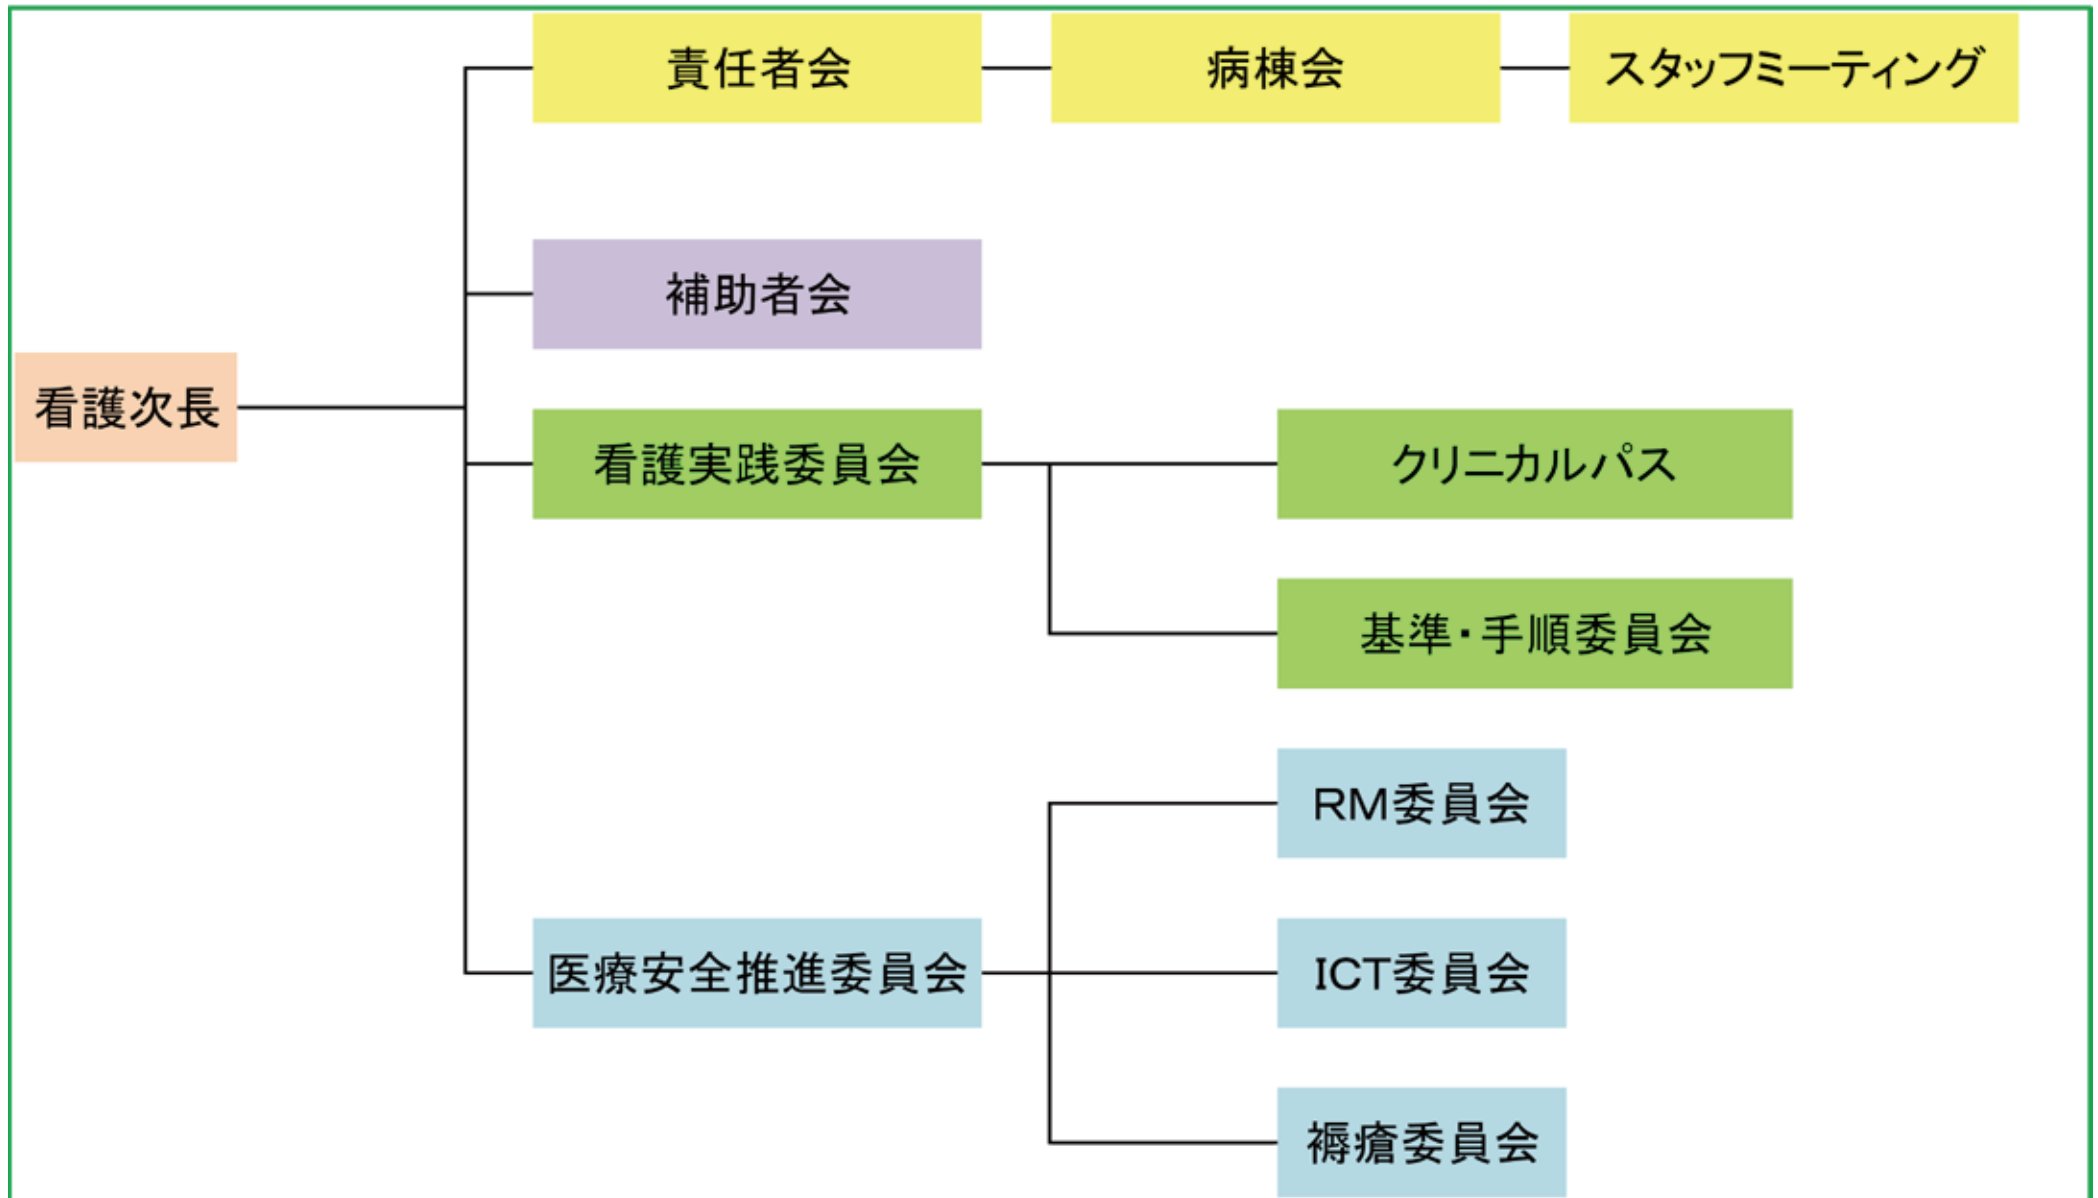 責任者会
病棟会
スタッフミーティング
補助者会
看護次長
看護実践委員会
クリニカルパス
基準・手順委員会
RM委員会
医療安全推進委員会
ICT委員会
褥瘡委員会